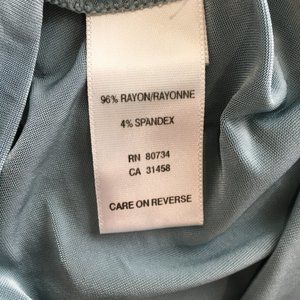 96% RAYON/RAYONNE
4% SPANDEX
RN 80734
CA 31458
CARE ON REVERSE